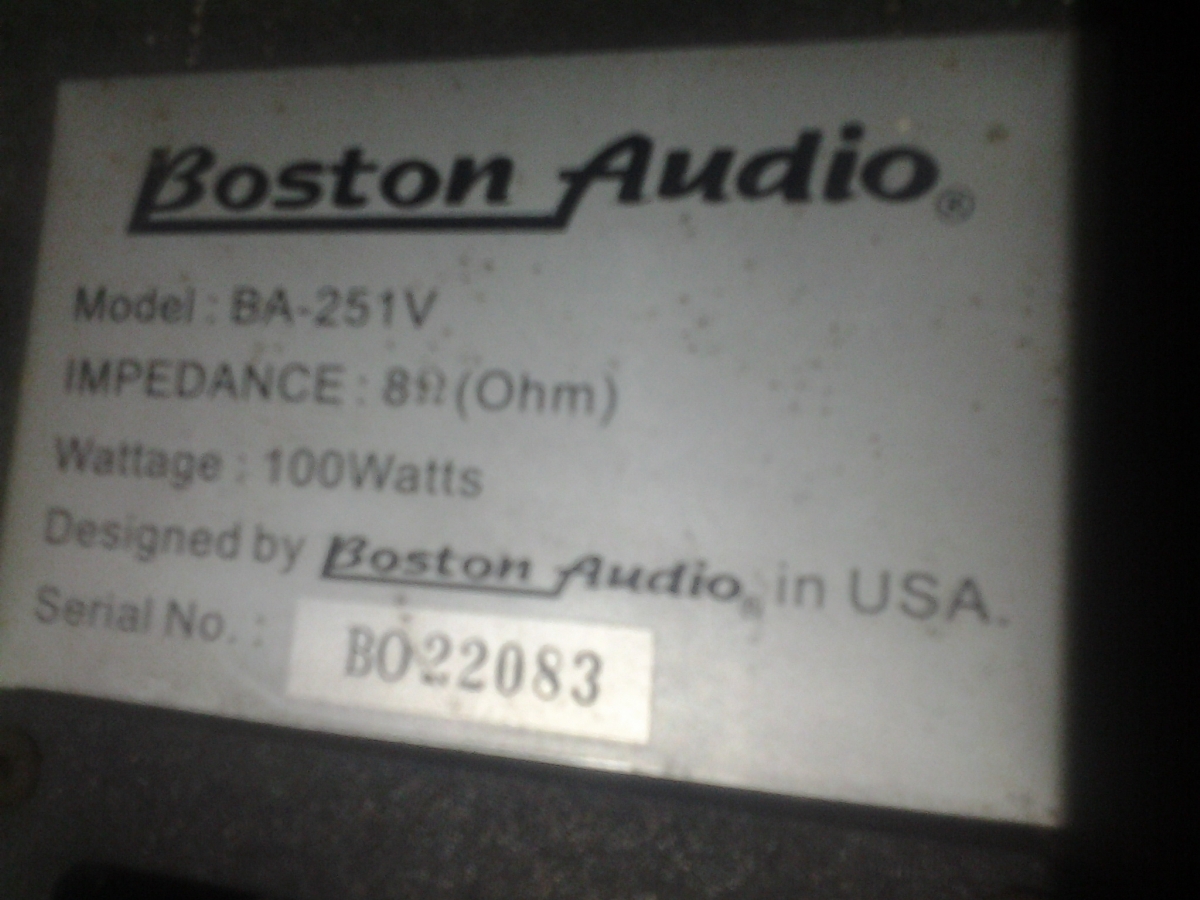 Boston Audio®
Model : BA-251V
IMPEDANCE : 8Ω (Ohm)
Wattage : 100Watts
Designed by Boston Audio® in USA.
Serial No. : BO22083